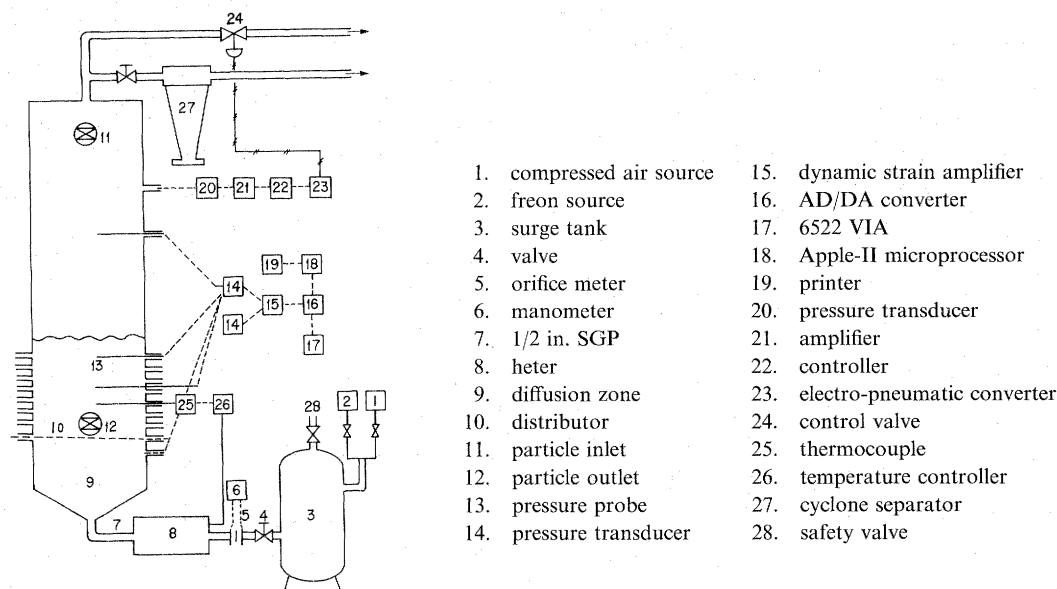 24
27
11
20 21 22 23
14 19 18
15 16
14
17
13
25 26
10 12
28 2 1
9
6
7 5 4
8 3
1. compressed air source
2. freon source
3. surge tank
4. valve
5. orifice meter
6. manometer
7. 1/2 in. SGP
8. heter
9. diffusion zone
10. distributor
11. particle inlet
12. particle outlet
13. pressure probe
14. pressure transducer
15. dynamic strain amplifier
16. AD/DA converter
17. 6522 VIA
18. Apple-II microprocessor
19. printer
20. pressure transducer
21. amplifier
22. controller
23. electro-pneumatic converter
24. control valve
25. thermocouple
26. temperature controller
27. cyclone separator
28. safety valve